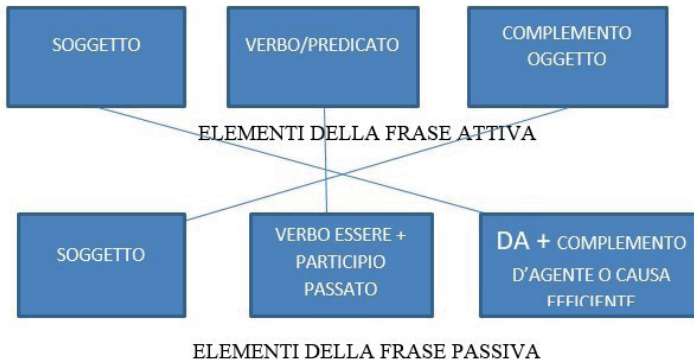 SOGGETTO
VERBO/PREDICATO
COMPLEMENTO
OGGETTO
ELEMENTI DELLA FRASE ATTIVA
SOGGETTO
VERBO ESSERE +
PARTICIPIO
PASSATO
DA + COMPLEMENTO
D'AGENTE O CAUSA
EFFICIENTE
ELEMENTI DELLA FRASE PASSIVA